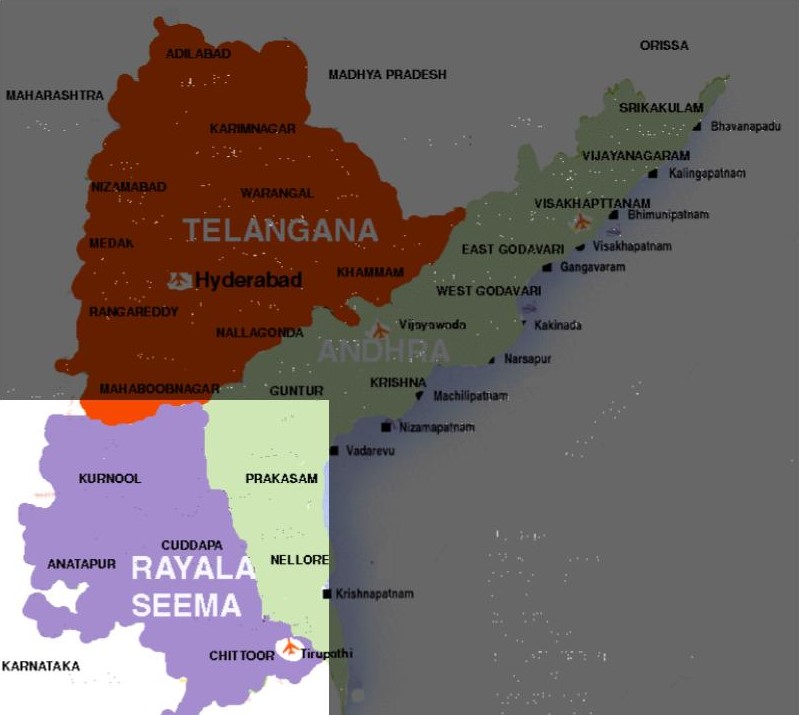 ORISSA
ADILABAD
MADHYA PRADESH
MAHARASHTRA
SRIKAKULAM
Bhavanapadu
KARIMNAGAR
VIJAYANAGARAM
Kalingapatnam
NIZAMABAD
WARANGAL
VISAKHAPTTANAM
Bhimunipatnam
TELANGANA
MEDAK
EAST GODAVARI
Visakhapatnam
Gangavaram
Hyderabad
KHAMMAM
WEST GODAVARI
RANGAREDDY
NALLAGONDA
Vijayawoda
Kakinada
ANDHRA
Narsapur
MAHABOOBNAGAR
GUNTUR
KRISHNA
Machilipatnam
Nizamapatnam
Vadarevu
KURNOOL
PRAKASAM
CUDDAPA
ANATAPUR
RAYALA
SEEMA
NELLORE
Krishnapatnam
CHITTOOR
Tirupathi
KARNATAKA